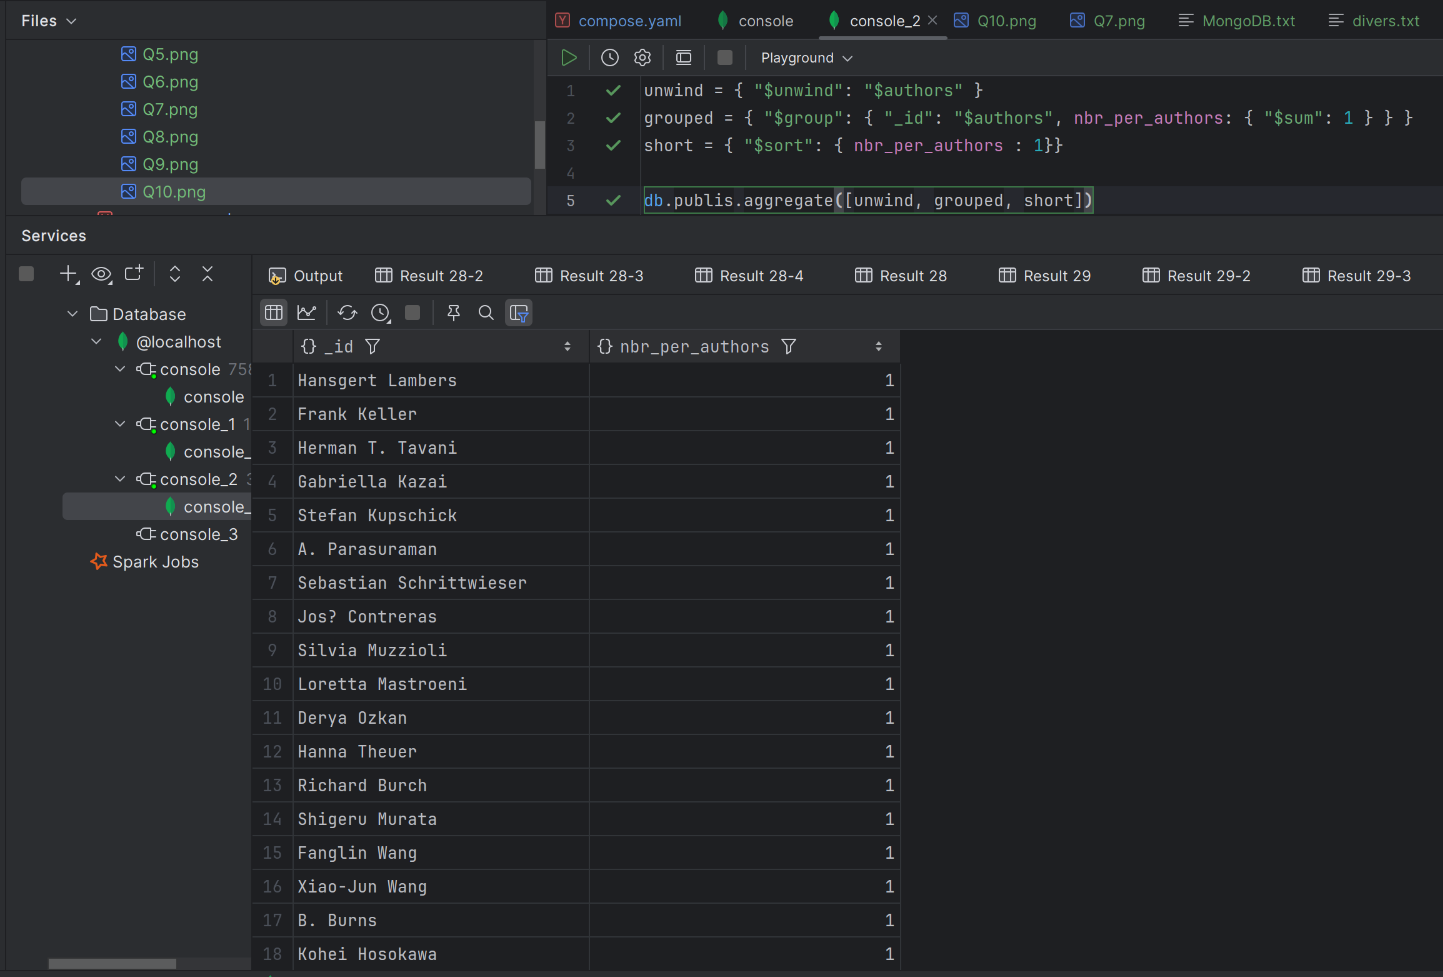 Files
compose.yaml
console
console_2
Q10.png
Q7.png
MongoDB.txt
divers.txt
Q5.png
Q6.png
Q7.png
Q8.png
Q9.png
Q10.png
Playground
1 unwind = { "$unwind": "$authors" }
2 grouped = { "$group": { "_id": "$authors", nbr_per_authors: { "$sum": 1 } } }
3 short = { "$sort": { nbr_per_authors : 1}}
4
5 db.publis.aggregate([unwind, grouped, short])
Services
Output
Result 28-2
Result 28-3
Result 28-4
Result 28
Result 29
Result 29-2
Result 29-3
Database
@localhost
console 758
console
console_1 1
console_
console_2 3
console_
console_3
Spark Jobs
{} _id
{} nbr_per_authors
1 Hansgert Lambers 1
2 Frank Keller 1
3 Herman T. Tavani 1
4 Gabriella Kazai 1
5 Stefan Kupschick 1
6 A. Parasuraman 1
7 Sebastian Schrittwieser 1
8 Jos? Contreras 1
9 Silvia Muzzioli 1
10 Loretta Mastroeni 1
11 Derya Ozkan 1
12 Hanna Theuer 1
13 Richard Burch 1
14 Shigeru Murata 1
15 Fanglin Wang 1
16 Xiao-Jun Wang 1
17 B. Burns 1
18 Kohei Hosokawa 1